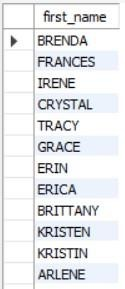 first_name
BRENDA
FRANCES
IRENE
CRYSTAL
TRACY
GRACE
ERIN
ERICA
BRITTANY
KRISTEN
KRISTIN
ARLENE